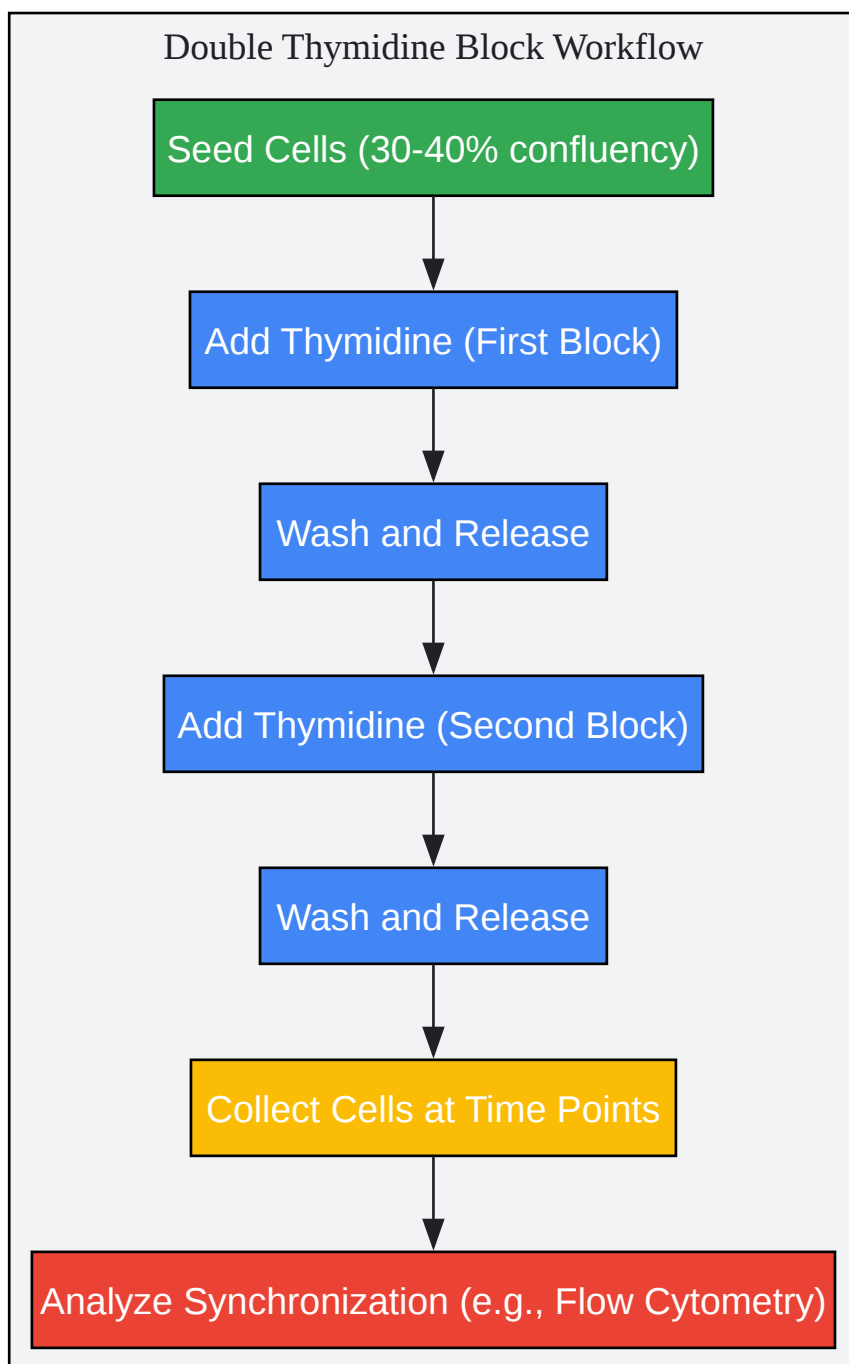 Double Thymidine Block Workflow
Seed Cells (30-40% confluency)
Add Thymidine (First Block)
Wash and Release
Add Thymidine (Second Block)
Wash and Release
Collect Cells at Time Points
Analyze Synchronization (e.g., Flow Cytometry)